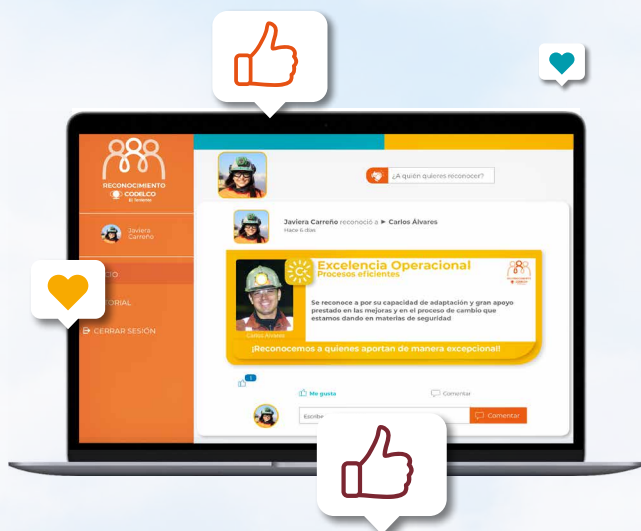 RECONOCIMIENTO
CODELCO
El Teniente
Javiera
Carreño
CIO
TORIAL
CERRAR SESIÓN
¿A quién quieres reconocer?
Javiera Carreño reconoció a ► Carlos Álvares
Hace 6 días
Excelencia Operacional
Procesos eficientes
Se reconoce a por su capacidad de adaptación y gran apoyo
prestado en las mejoras y en el proceso de cambio que
estamos dando en materias de seguridad
Carlos Álvares
¡Reconocemos a quienes aportan de manera excepcional!
1
Me gusta
Comentar
Escribe
Comentar